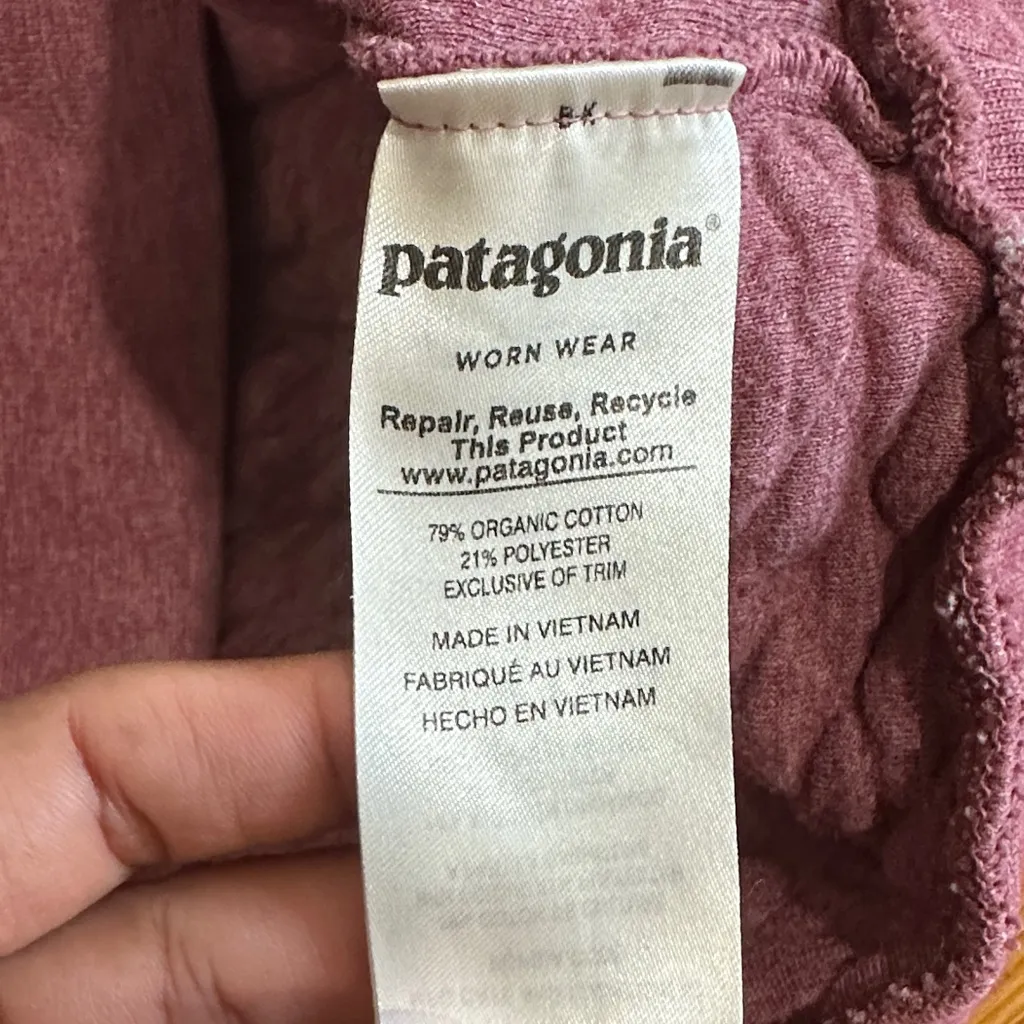 BK
patagonia®
WORN WEAR
Repair, Reuse, Recycle
This Product
www.patagonia.com
79% ORGANIC COTTON
21% POLYESTER
EXCLUSIVE OF TRIM
MADE IN VIETNAM
FABRIQUÉ AU VIETNAM
HECHO EN VIETNAM